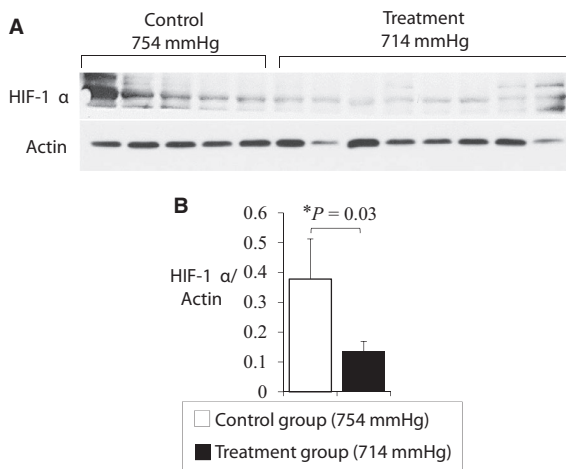 A
Control
754 mmHg
Treatment
714 mmHg
HIF-1 α
Actin
B
0.6
0.5
0.4
0.3
0.2
0.1
0
*P = 0.03
HIF-1 α/
Actin
Control group (754 mmHg)
Treatment group (714 mmHg)